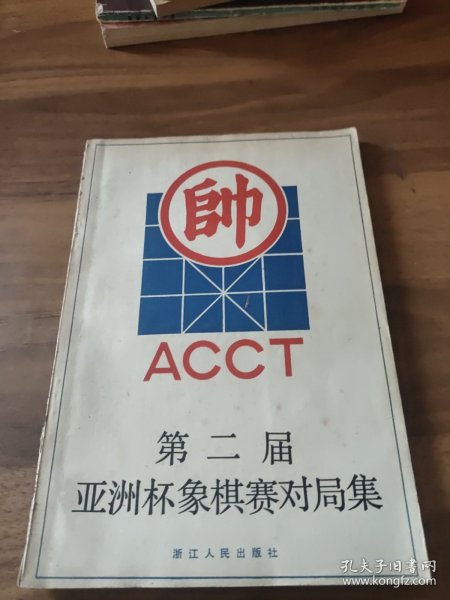 帥
ACCT
第二届
亚洲杯象棋赛对局集
浙江人民出版社
孔夫子旧书网
www.kongfz.com